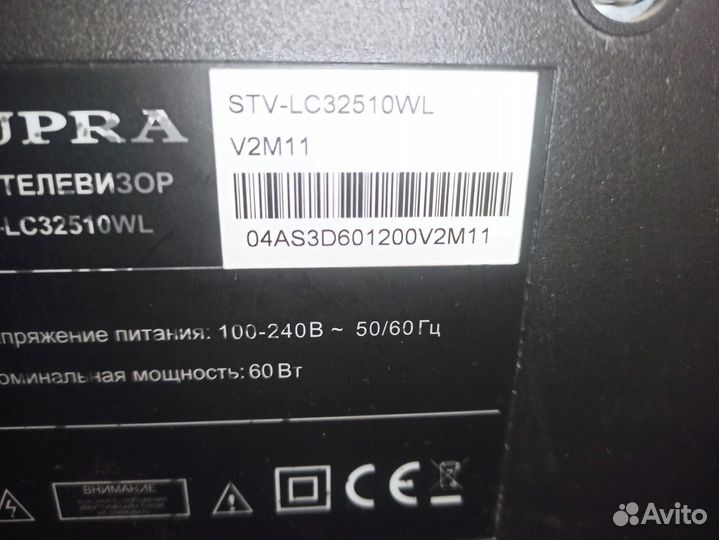 UPRA
ТЕЛЕВИЗОР
-LC32510WL
STV-LC32510WL
V2M11
04AS3D601200V2M11
пряжение питания: 100-240В ~ 50/60 Гц
оминальная мощность: 60 Вт
ВНИМАНИЕ
CE
Avito